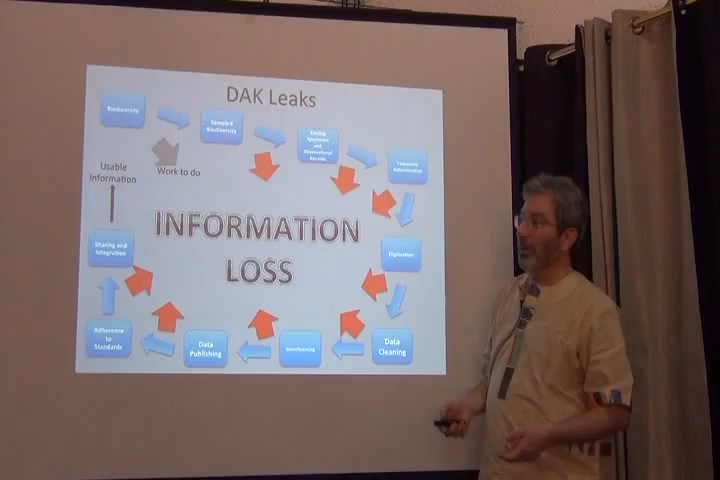 DAK Leaks
Biodiversity
Sampled
Biodiversity
Existing
Specimens
and
Observational
Records
Taxonomic
Determination
Usable
Information
Work to do
INFORMATION
LOSS
Sharing and
Integration
Digitization
Adherence
to
Standards
Data
Publishing
Georeferencing
Data
Cleaning